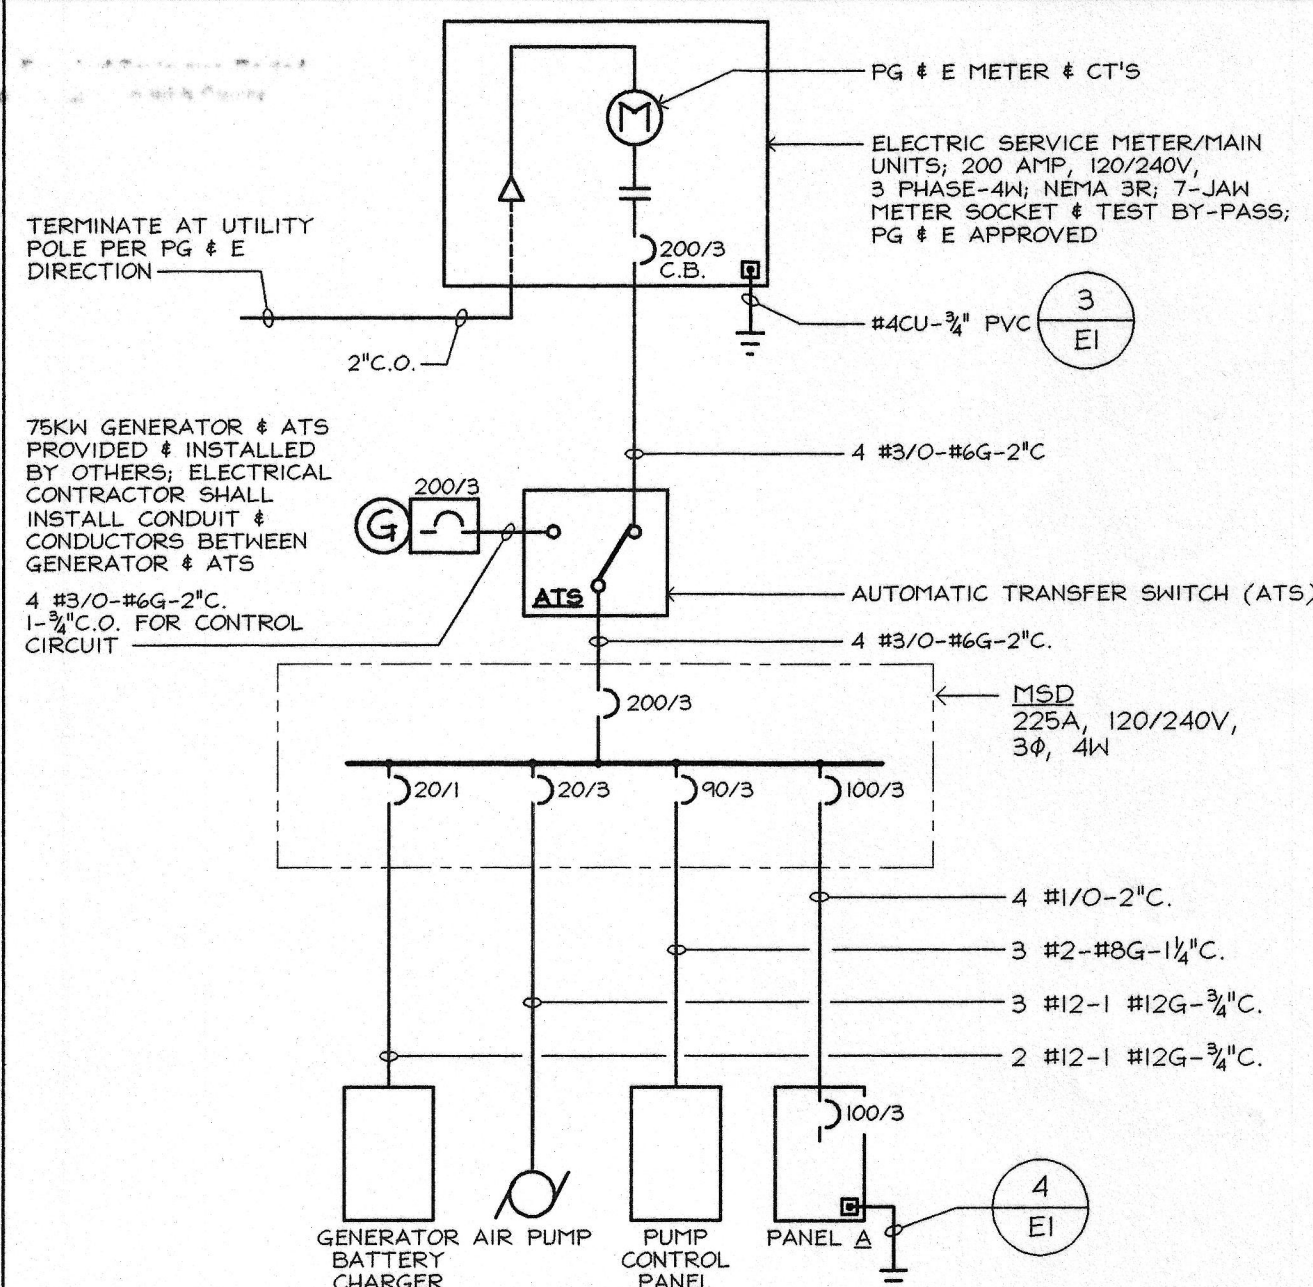 PG & E METER & CT'S
M
ELECTRIC SERVICE METER/MAIN
UNITS; 200 AMP, 120/240V,
3 PHASE-4W; NEMA 3R; 7-JAW
METER SOCKET & TEST BY-PASS;
PG & E APPROVED
TERMINATE AT UTILITY
POLE PER PG & E
DIRECTION
200/3
C.B.
#4CU-¾" PVC
3
E1
2"C.O.
75KW GENERATOR & ATS
PROVIDED & INSTALLED
BY OTHERS; ELECTRICAL
CONTRACTOR SHALL
INSTALL CONDUIT &
CONDUCTORS BETWEEN
GENERATOR & ATS
4 #3/0-#6G-2"C.
1-¾"C.O. FOR CONTROL
CIRCUIT
4 #3/0-#6G-2"C
200/3
G
ATS
AUTOMATIC TRANSFER SWITCH (ATS)
4 #3/0-#6G-2"C.
200/3
MSD
225A, 120/240V,
3Φ, 4W
20/1
20/3
90/3
100/3
4 #1/0-2"C.
3 #2-#8G-1¼"C.
3 #12-1 #12G-¾"C.
2 #12-1 #12G-¾"C.
100/3
4
E1
GENERATOR
BATTERY
CHARGER
AIR PUMP
PUMP
CONTROL
PANEL
PANEL A